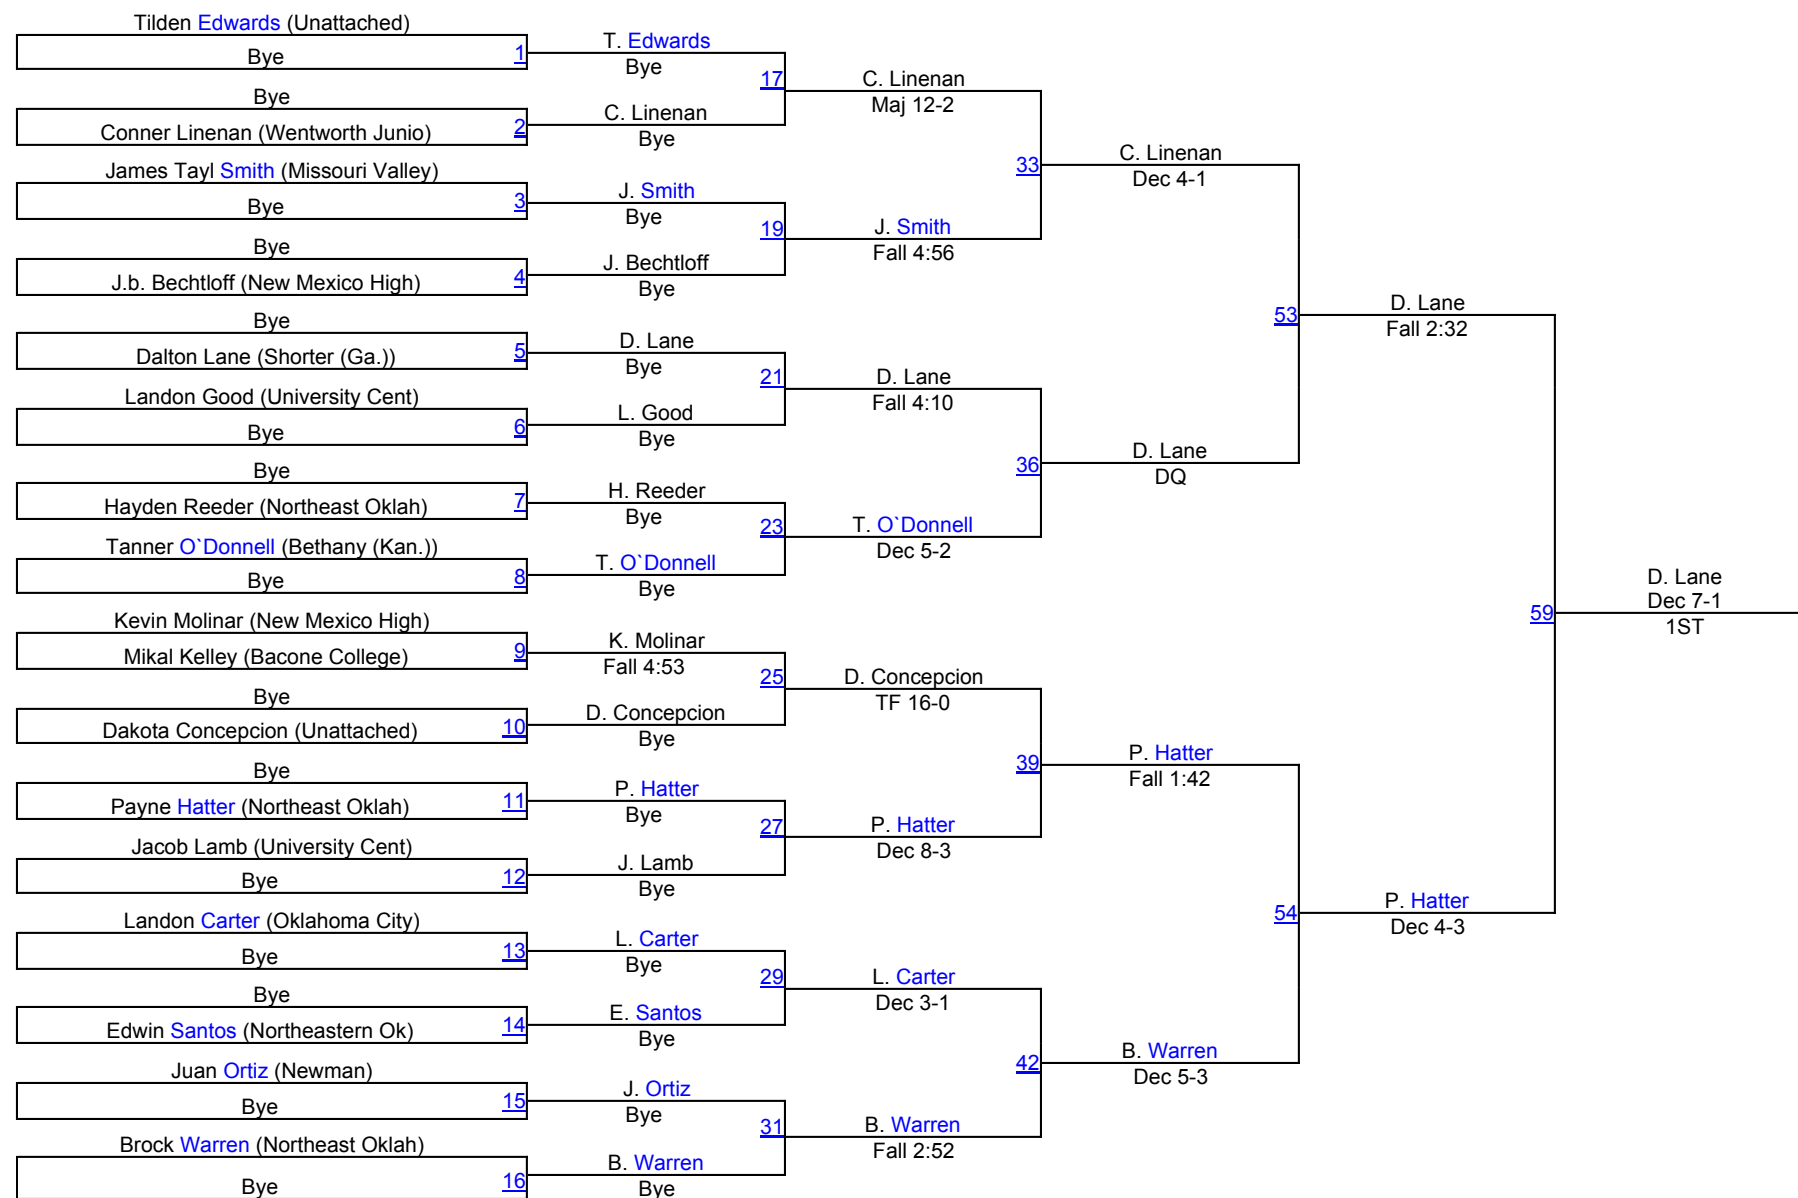 Tilden Edwards (Unattached)
Bye
1
T. Edwards
Bye
17
C. Linenan
Maj 12-2
Bye
Conner Linenan (Wentworth Junio)
2
C. Linenan
Bye
33
C. Linenan
Dec 4-1
James Tayl Smith (Missouri Valley)
Bye
3
J. Smith
Bye
19
J. Smith
Fall 4:56
Bye
J.b. Bechtloff (New Mexico High)
4
J. Bechtloff
Bye
53
D. Lane
Fall 2:32
Bye
Dalton Lane (Shorter (Ga.))
5
D. Lane
Bye
21
D. Lane
Fall 4:10
Landon Good (University Cent)
Bye
6
L. Good
Bye
36
D. Lane
DQ
Bye
Hayden Reeder (Northeast Oklah)
7
H. Reeder
Bye
23
T. O`Donnell
Dec 5-2
Tanner O`Donnell (Bethany (Kan.))
Bye
8
T. O`Donnell
Bye
59
D. Lane
Dec 7-1
1ST
Kevin Molinar (New Mexico High)
Mikal Kelley (Bacone College)
9
K. Molinar
Fall 4:53
25
D. Concepcion
TF 16-0
Bye
Dakota Concepcion (Unattached)
10
D. Concepcion
Bye
39
P. Hatter
Fall 1:42
Bye
Payne Hatter (Northeast Oklah)
11
P. Hatter
Bye
27
P. Hatter
Dec 8-3
Jacob Lamb (University Cent)
Bye
12
J. Lamb
Bye
54
P. Hatter
Dec 4-3
Landon Carter (Oklahoma City)
Bye
13
L. Carter
Bye
29
L. Carter
Dec 3-1
Bye
Edwin Santos (Northeastern Ok)
14
E. Santos
Bye
42
B. Warren
Dec 5-3
Juan Ortiz (Newman)
Bye
15
J. Ortiz
Bye
31
B. Warren
Fall 2:52
Brock Warren (Northeast Oklah)
Bye
16
B. Warren
Bye